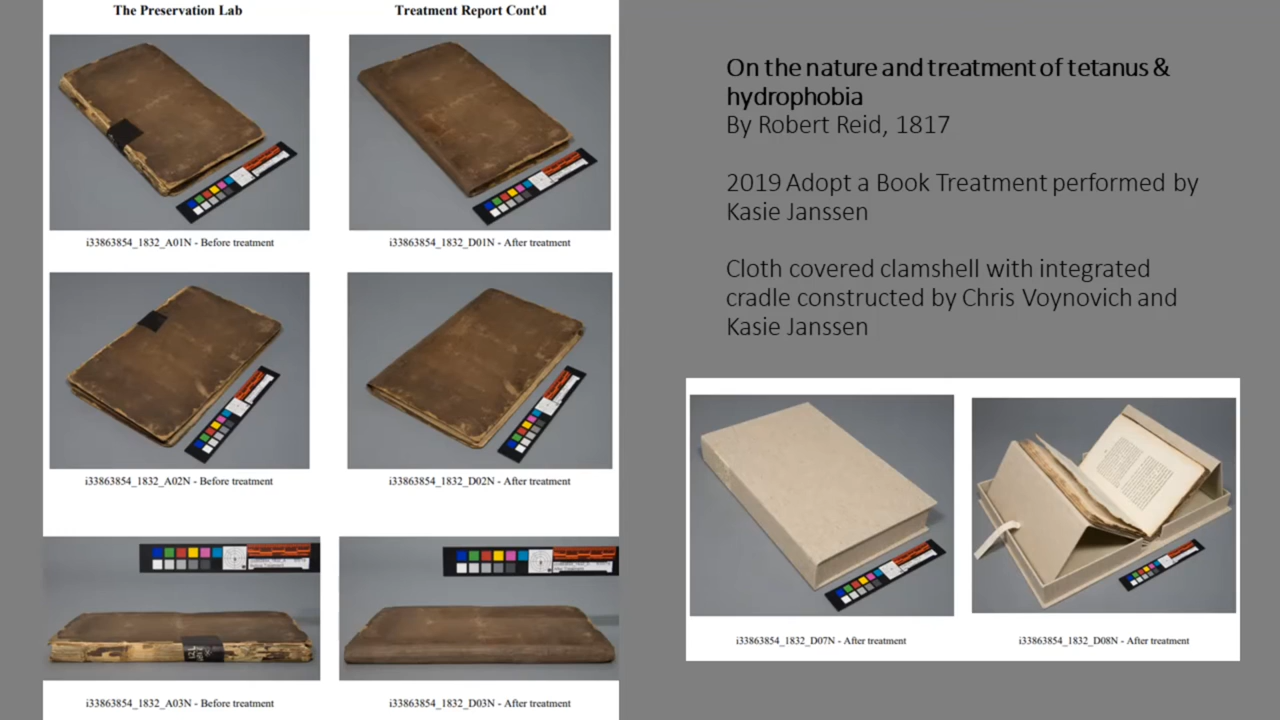 The Preservation Lab
Treatment Report Cont'd
i33863854_1832_A01N - Before treatment
i33863854_1832_D01N - After treatment
i33863854_1832_A02N - Before treatment
i33863854_1832_D02N - After treatment
i33863854_1832_A03N - Before treatment
i33863854_1832_D03N - After treatment
On the nature and treatment of tetanus &
hydrophobia
By Robert Reid, 1817
2019 Adopt a Book Treatment performed by
Kasie Janssen
Cloth covered clamshell with integrated
cradle constructed by Chris Voynovich and
Kasie Janssen
i33863854_1832_D07N - After treatment
i33863854_1832_D08N - After treatment